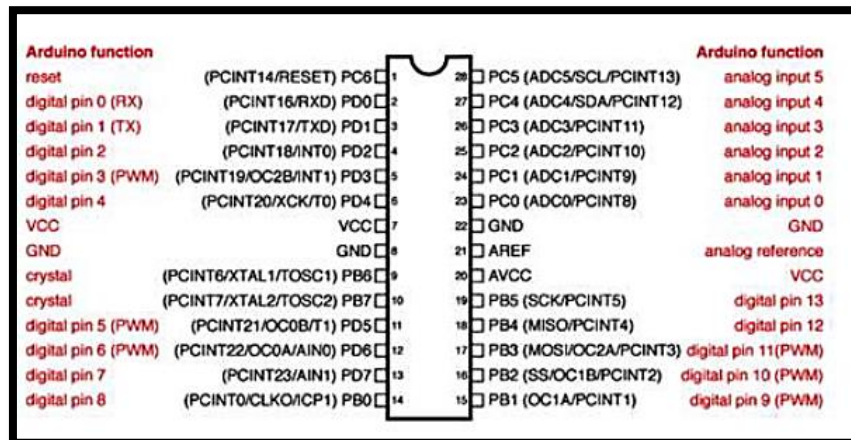 Arduino function Arduino function
reset (PCINT14/RESET) PC6 1 28 PC5 (ADC5/SCL/PCINT13) analog input 5
digital pin 0 (RX) (PCINT16/RXD) PD0 2 27 PC4 (ADC4/SDA/PCINT12) analog input 4
digital pin 1 (TX) (PCINT17/TXD) PD1 3 26 PC3 (ADC3/PCINT11) analog input 3
digital pin 2 (PCINT18/INT0) PD2 4 25 PC2 (ADC2/PCINT10) analog input 2
digital pin 3 (PWM) (PCINT19/OC2B/INT1) PD3 5 24 PC1 (ADC1/PCINT9) analog input 1
digital pin 4 (PCINT20/XCK/T0) PD4 6 23 PC0 (ADC0/PCINT8) analog input 0
VCC VCC 7 22 GND GND
GND GND 8 21 AREF analog reference
crystal (PCINT6/XTAL1/TOSC1) PB6 9 20 AVCC VCC
crystal (PCINT7/XTAL2/TOSC2) PB7 10 19 PB5 (SCK/PCINT5) digital pin 13
digital pin 5 (PWM) (PCINT21/OC0B/T1) PD5 11 18 PB4 (MISO/PCINT4) digital pin 12
digital pin 6 (PWM) (PCINT22/OC0A/AIN0) PD6 12 17 PB3 (MOSI/OC2A/PCINT3) digital pin 11(PWM)
digital pin 7 (PCINT23/AIN1) PD7 13 16 PB2 (SS/OC1B/PCINT2) digital pin 10 (PWM)
digital pin 8 (PCINT0/CLKO/ICP1) PB0 14 15 PB1 (OC1A/PCINT1) digital pin 9 (PWM)